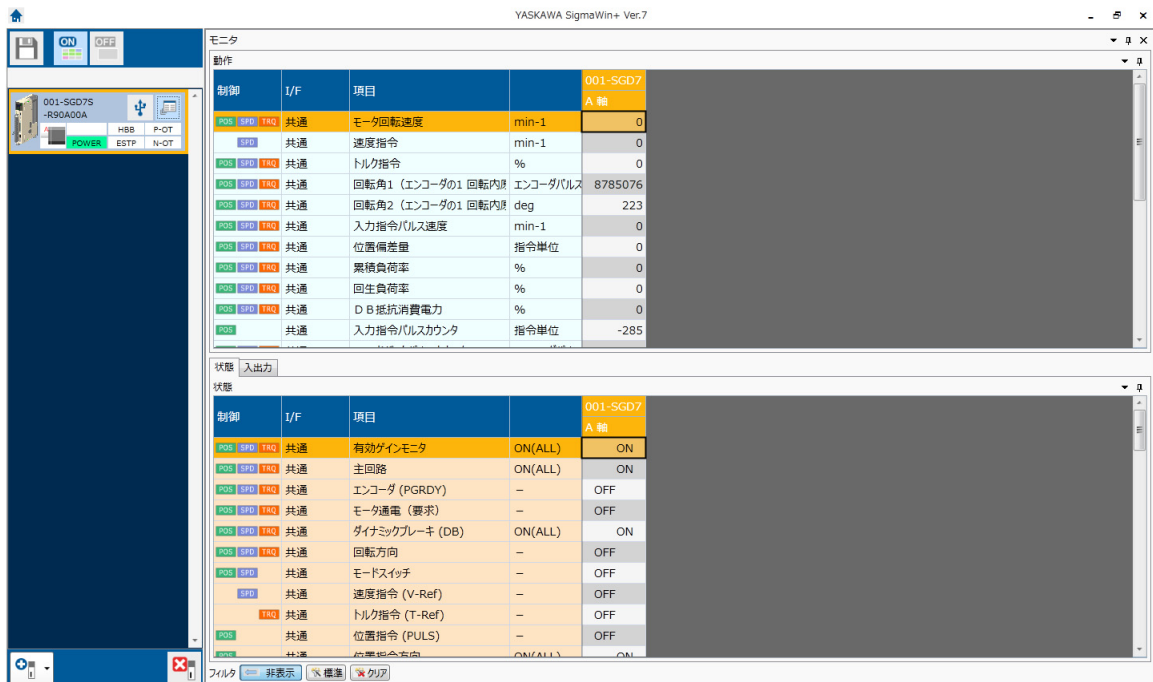 YASKAWA SigmaWin+ Ver.7
ON OFF
001-SGD7S
-R90A00A
HBB P-OT
POWER ESTP N-OT
モニタ
動作
制御 I/F 項目 001-SGD7
A 軸
POS SPD TRQ 共通 モータ回転速度 min-1 0
SPD 共通 速度指令 min-1 0
POS SPD TRQ 共通 トルク指令 % 0
POS SPD TRQ 共通 回転角1（エンコーダの1 回転内 エンコーダパルス 8785076
POS SPD TRQ 共通 回転角2（エンコーダの1 回転内 deg 223
POS SPD TRQ 共通 入力指令パルス速度 min-1 0
POS SPD TRQ 共通 位置偏差量 指令単位 0
POS SPD TRQ 共通 累積負荷率 % 0
POS SPD TRQ 共通 回生負荷率 % 0
POS SPD TRQ 共通 ＤＢ抵抗消費電力 % 0
POS 共通 入力指令パルスカウンタ 指令単位 -285
状態 入出力
状態
制御 I/F 項目 001-SGD7
A 軸
POS SPD TRQ 共通 有効ゲインモニタ ON(ALL) ON
POS SPD TRQ 共通 主回路 ON(ALL) ON
POS SPD TRQ 共通 エンコーダ (PGRDY) – OFF
POS SPD TRQ 共通 モータ通電（要求） – OFF
POS SPD TRQ 共通 ダイナミックブレーキ (DB) ON(ALL) ON
POS SPD TRQ 共通 回転方向 – OFF
POS SPD 共通 モードスイッチ – OFF
SPD 共通 速度指令 (V-Ref) – OFF
TRQ 共通 トルク指令 (T-Ref) – OFF
POS 共通 位置指令 (PULS) – OFF
POS 共通 位置指令方向 ON(ALL) ON
フィルタ 非表示 標準 クリア